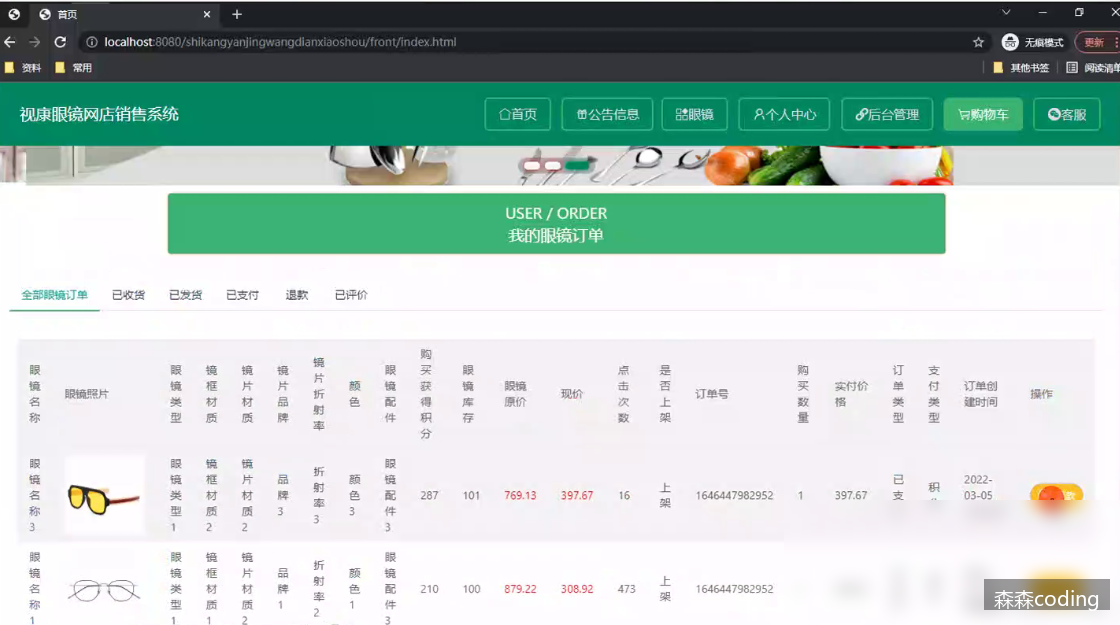 首页
localhost:8080/shikangyanjingwangdianxiaoshou/front/index.html
无痕模式
更新
资料
常用
其他书签
阅读清单
视康眼镜网店销售系统
首页
公告信息
眼镜
个人中心
后台管理
购物车
客服
USER / ORDER
我的眼镜订单
全部眼镜订单 已收货 已发货 已支付 退款 已评价
眼镜名称 眼镜照片 眼镜类型 镜框材质 镜片材质 镜片品牌 镜片折射率 颜色 眼镜配件 购买获得积分 眼镜库存 眼镜原价 现价 点击次数 是否上架 订单号 购买数量 实付价格 订单类型 支付类型 订单创建时间 操作
眼镜名称3 眼镜类型1 镜框材质2 镜片材质2 品牌3 折射率3 颜色3 眼镜配件3 287 101 769.13 397.67 16 上架 1646447982952 1 397.67 已支 积 2022-03-05
眼镜名称1 眼镜类型1 镜框材质1 镜片材质2 品牌1 折射率2 颜色1 眼镜配件3 210 100 879.22 308.92 473 上架 1646447982952
森森coding